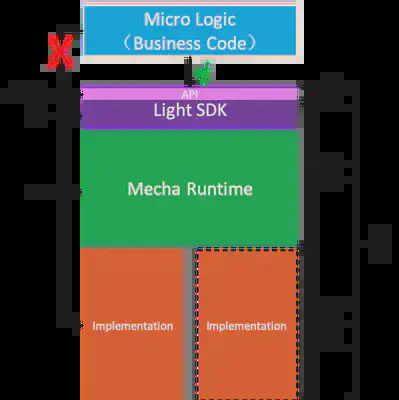 Micro Logic
（Business Code）
API
Light SDK
Mecha Runtime
Implementation
Implementation